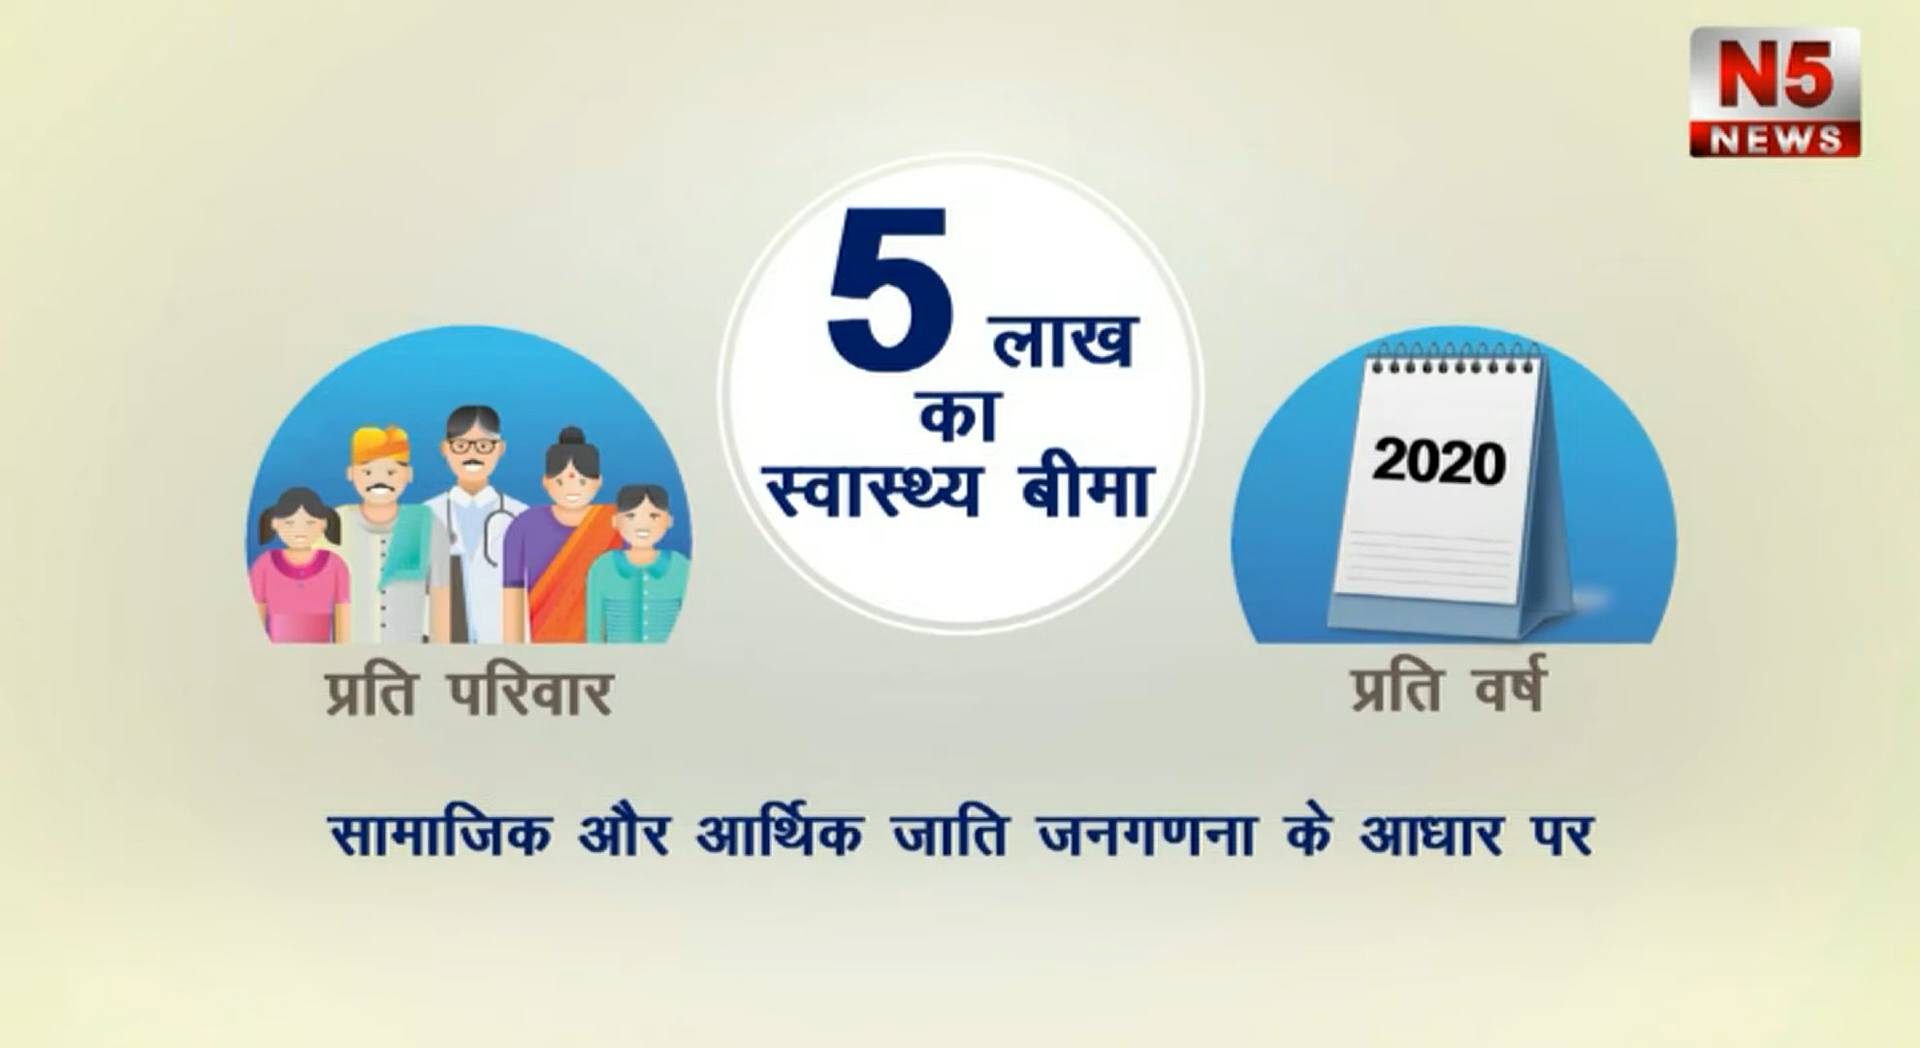 N5
NEWS
5 लाख
का
स्वास्थ्य बीमा
2020
प्रति परिवार
प्रति वर्ष
सामाजिक और आर्थिक जाति जनगणना के आधार पर